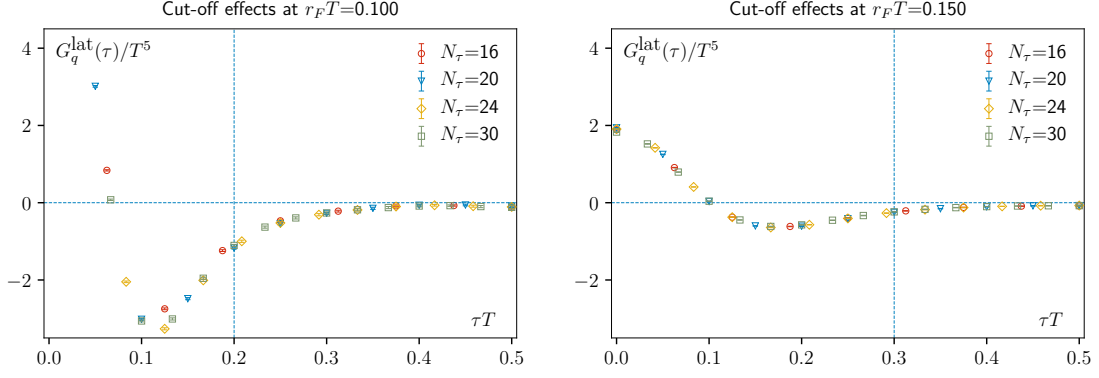 Cut-off effects at r_F T=0.100
G_q^lat(τ)/T^5
N_τ=16
N_τ=20
N_τ=24
N_τ=30
4
2
0
−2
τT
0.0 0.1 0.2 0.3 0.4 0.5
Cut-off effects at r_F T=0.150
G_q^lat(τ)/T^5
N_τ=16
N_τ=20
N_τ=24
N_τ=30
4
2
0
−2
τT
0.0 0.1 0.2 0.3 0.4 0.5